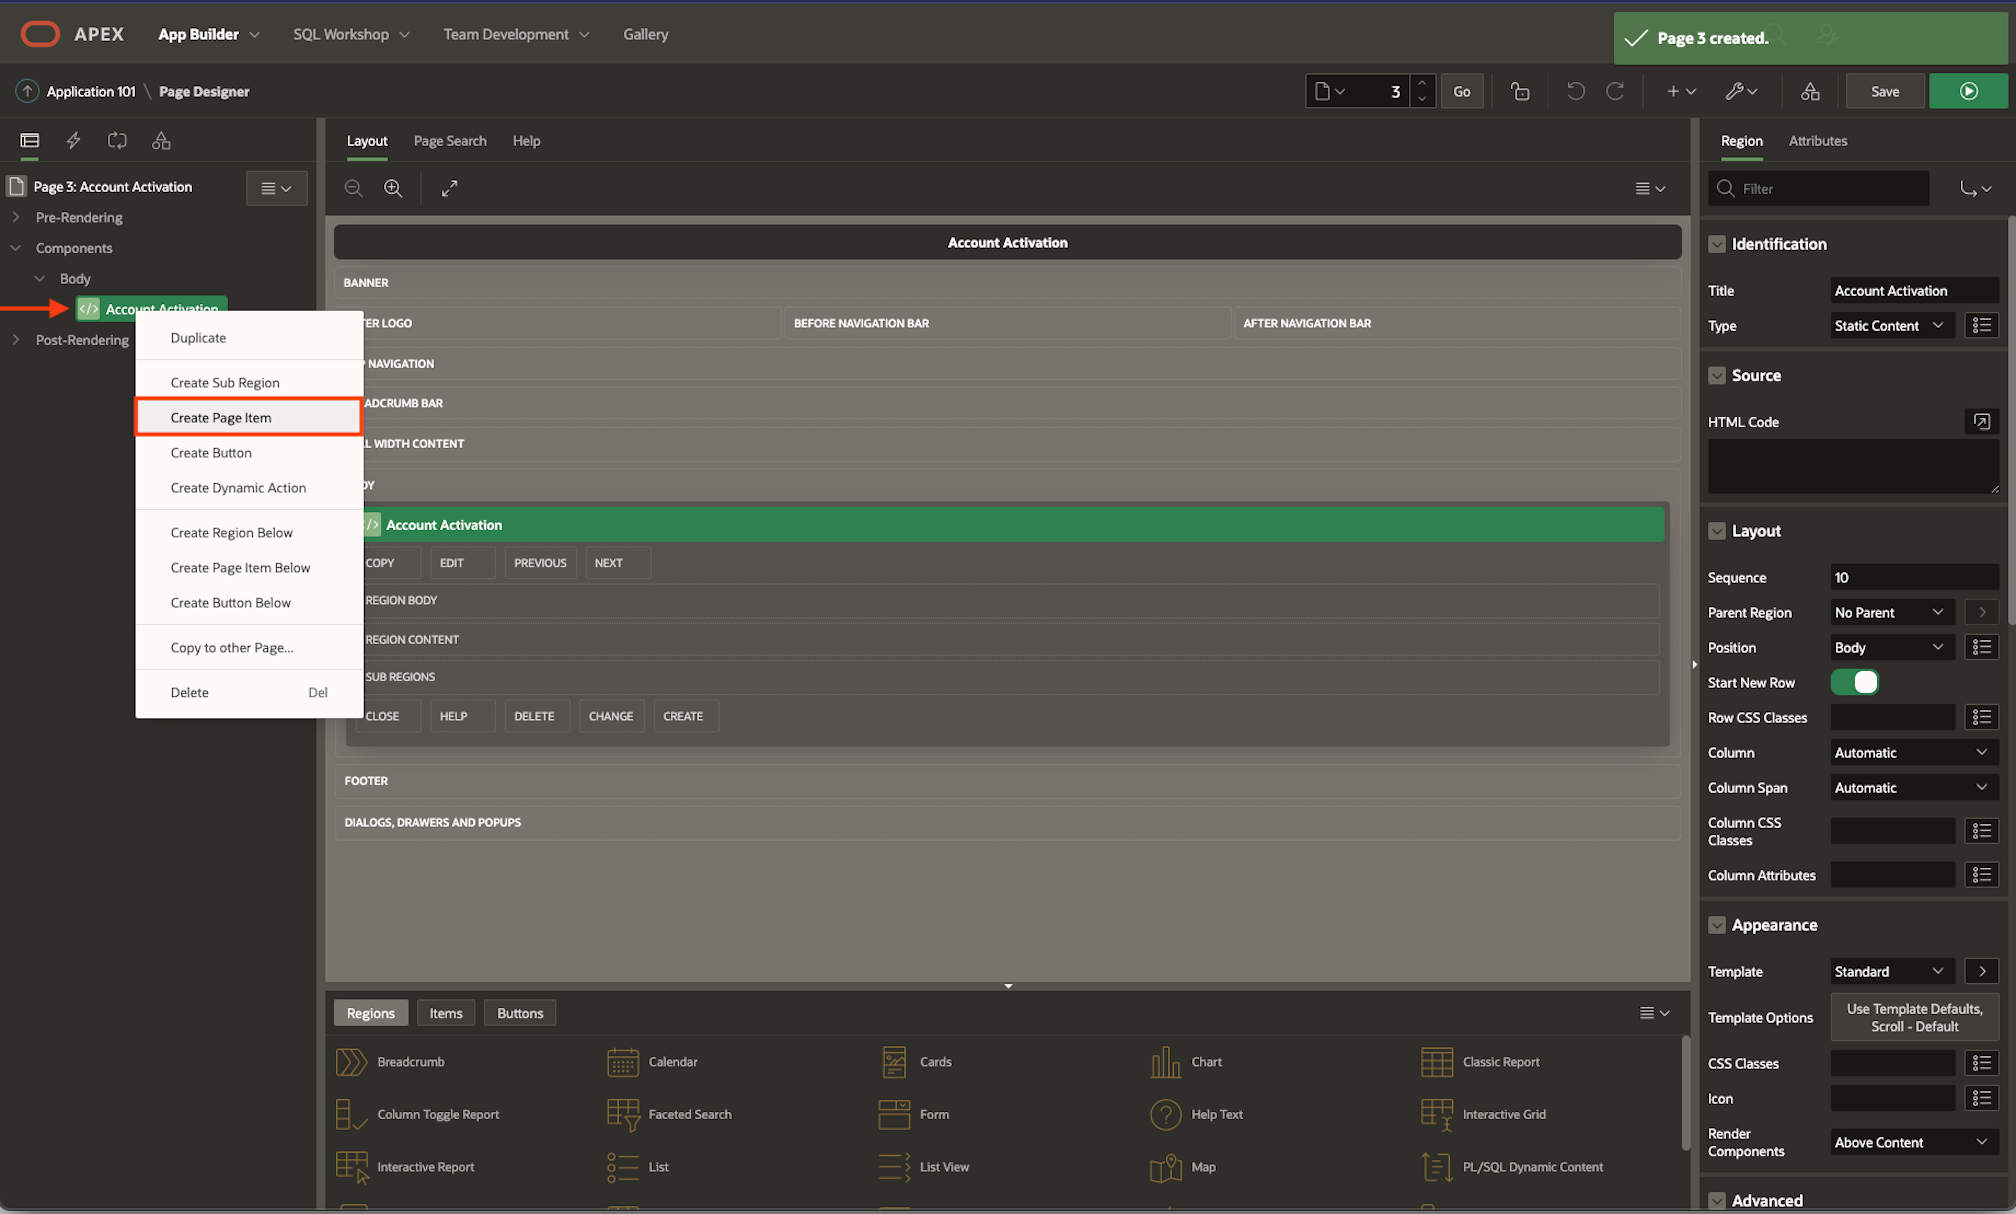 APEX
App Builder
SQL Workshop
Team Development
Gallery
Page 3 created.
Application 101 \ Page Designer
3
Go
Save
Layout
Page Search
Help
Region
Attributes
Page 3: Account Activation
Pre-Rendering
Components
Body
Account Activation
Post-Rendering
Duplicate
Create Sub Region
Create Page Item
Create Button
Create Dynamic Action
Create Region Below
Create Page Item Below
Create Button Below
Copy to other Page...
Delete Del
Account Activation
BANNER
ER LOGO
BEFORE NAVIGATION BAR
AFTER NAVIGATION BAR
NAVIGATION
ADCRUMB BAR
L WIDTH CONTENT
DY
Account Activation
COPY
EDIT
PREVIOUS
NEXT
REGION BODY
REGION CONTENT
SUB REGIONS
CLOSE
HELP
DELETE
CHANGE
CREATE
FOOTER
DIALOGS, DRAWERS AND POPUPS
Regions
Items
Buttons
Breadcrumb
Calendar
Cards
Chart
Classic Report
Column Toggle Report
Faceted Search
Form
Help Text
Interactive Grid
Interactive Report
List
List View
Map
PL/SQL Dynamic Content
Filter
Identification
Title Account Activation
Type Static Content
Source
HTML Code
Layout
Sequence 10
Parent Region No Parent
Position Body
Start New Row
Row CSS Classes
Column Automatic
Column Span Automatic
Column CSS
Classes
Column Attributes
Appearance
Template Standard
Template Options Use Template Defaults,
Scroll - Default
CSS Classes
Icon
Render
Components Above Content
Advanced